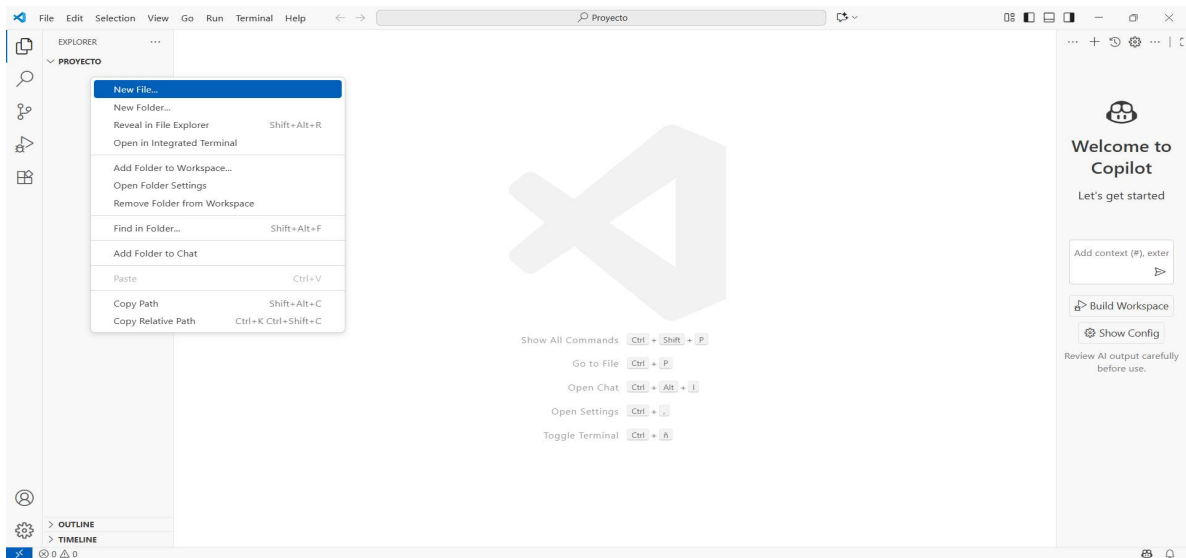 File Edit Selection View Go Run Terminal Help
Proyecto
EXPLORER
PROYECTO
New File...
New Folder...
Reveal in File Explorer Shift+Alt+R
Open in Integrated Terminal
Add Folder to Workspace...
Open Folder Settings
Remove Folder from Workspace
Find in Folder... Shift+Alt+F
Add Folder to Chat
Paste Ctrl+V
Copy Path Shift+Alt+C
Copy Relative Path Ctrl+K Ctrl+Shift+C
Show All Commands Ctrl + Shift + P
Go to File Ctrl + P
Open Chat Ctrl + Alt + I
Open Settings Ctrl + ,
Toggle Terminal Ctrl + ñ
Welcome to
Copilot
Let's get started
Add context (#), exter
Build Workspace
Show Config
Review AI output carefully
before use.
OUTLINE
TIMELINE
0 0